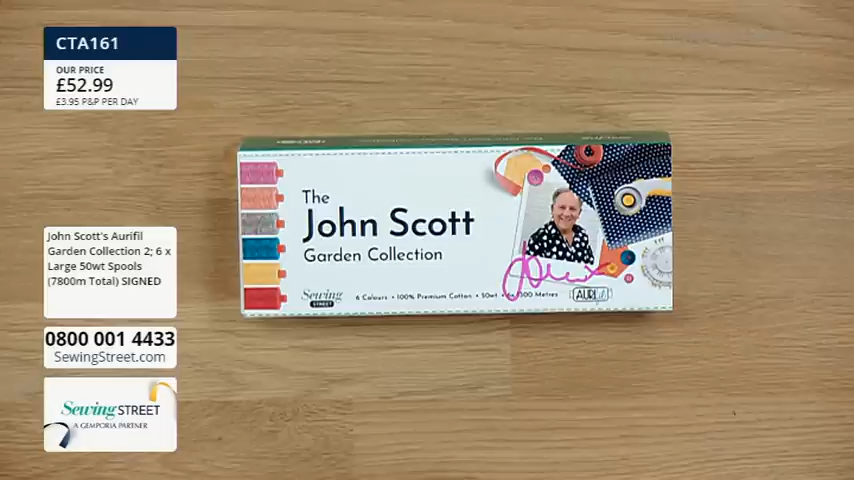 CTA161
OUR PRICE
£52.99
£3.95 P&P PER DAY
John Scott's Aurifil
Garden Collection 2; 6 x
Large 50wt Spools
(7800m Total) SIGNED
0800 001 4433
SewingStreet.com
Sewing STREET
A GEMPORIA PARTNER
The
John Scott
Garden Collection
Sewing
STREET
6 Colours • 100% Premium Cotton • 50wt
Metres